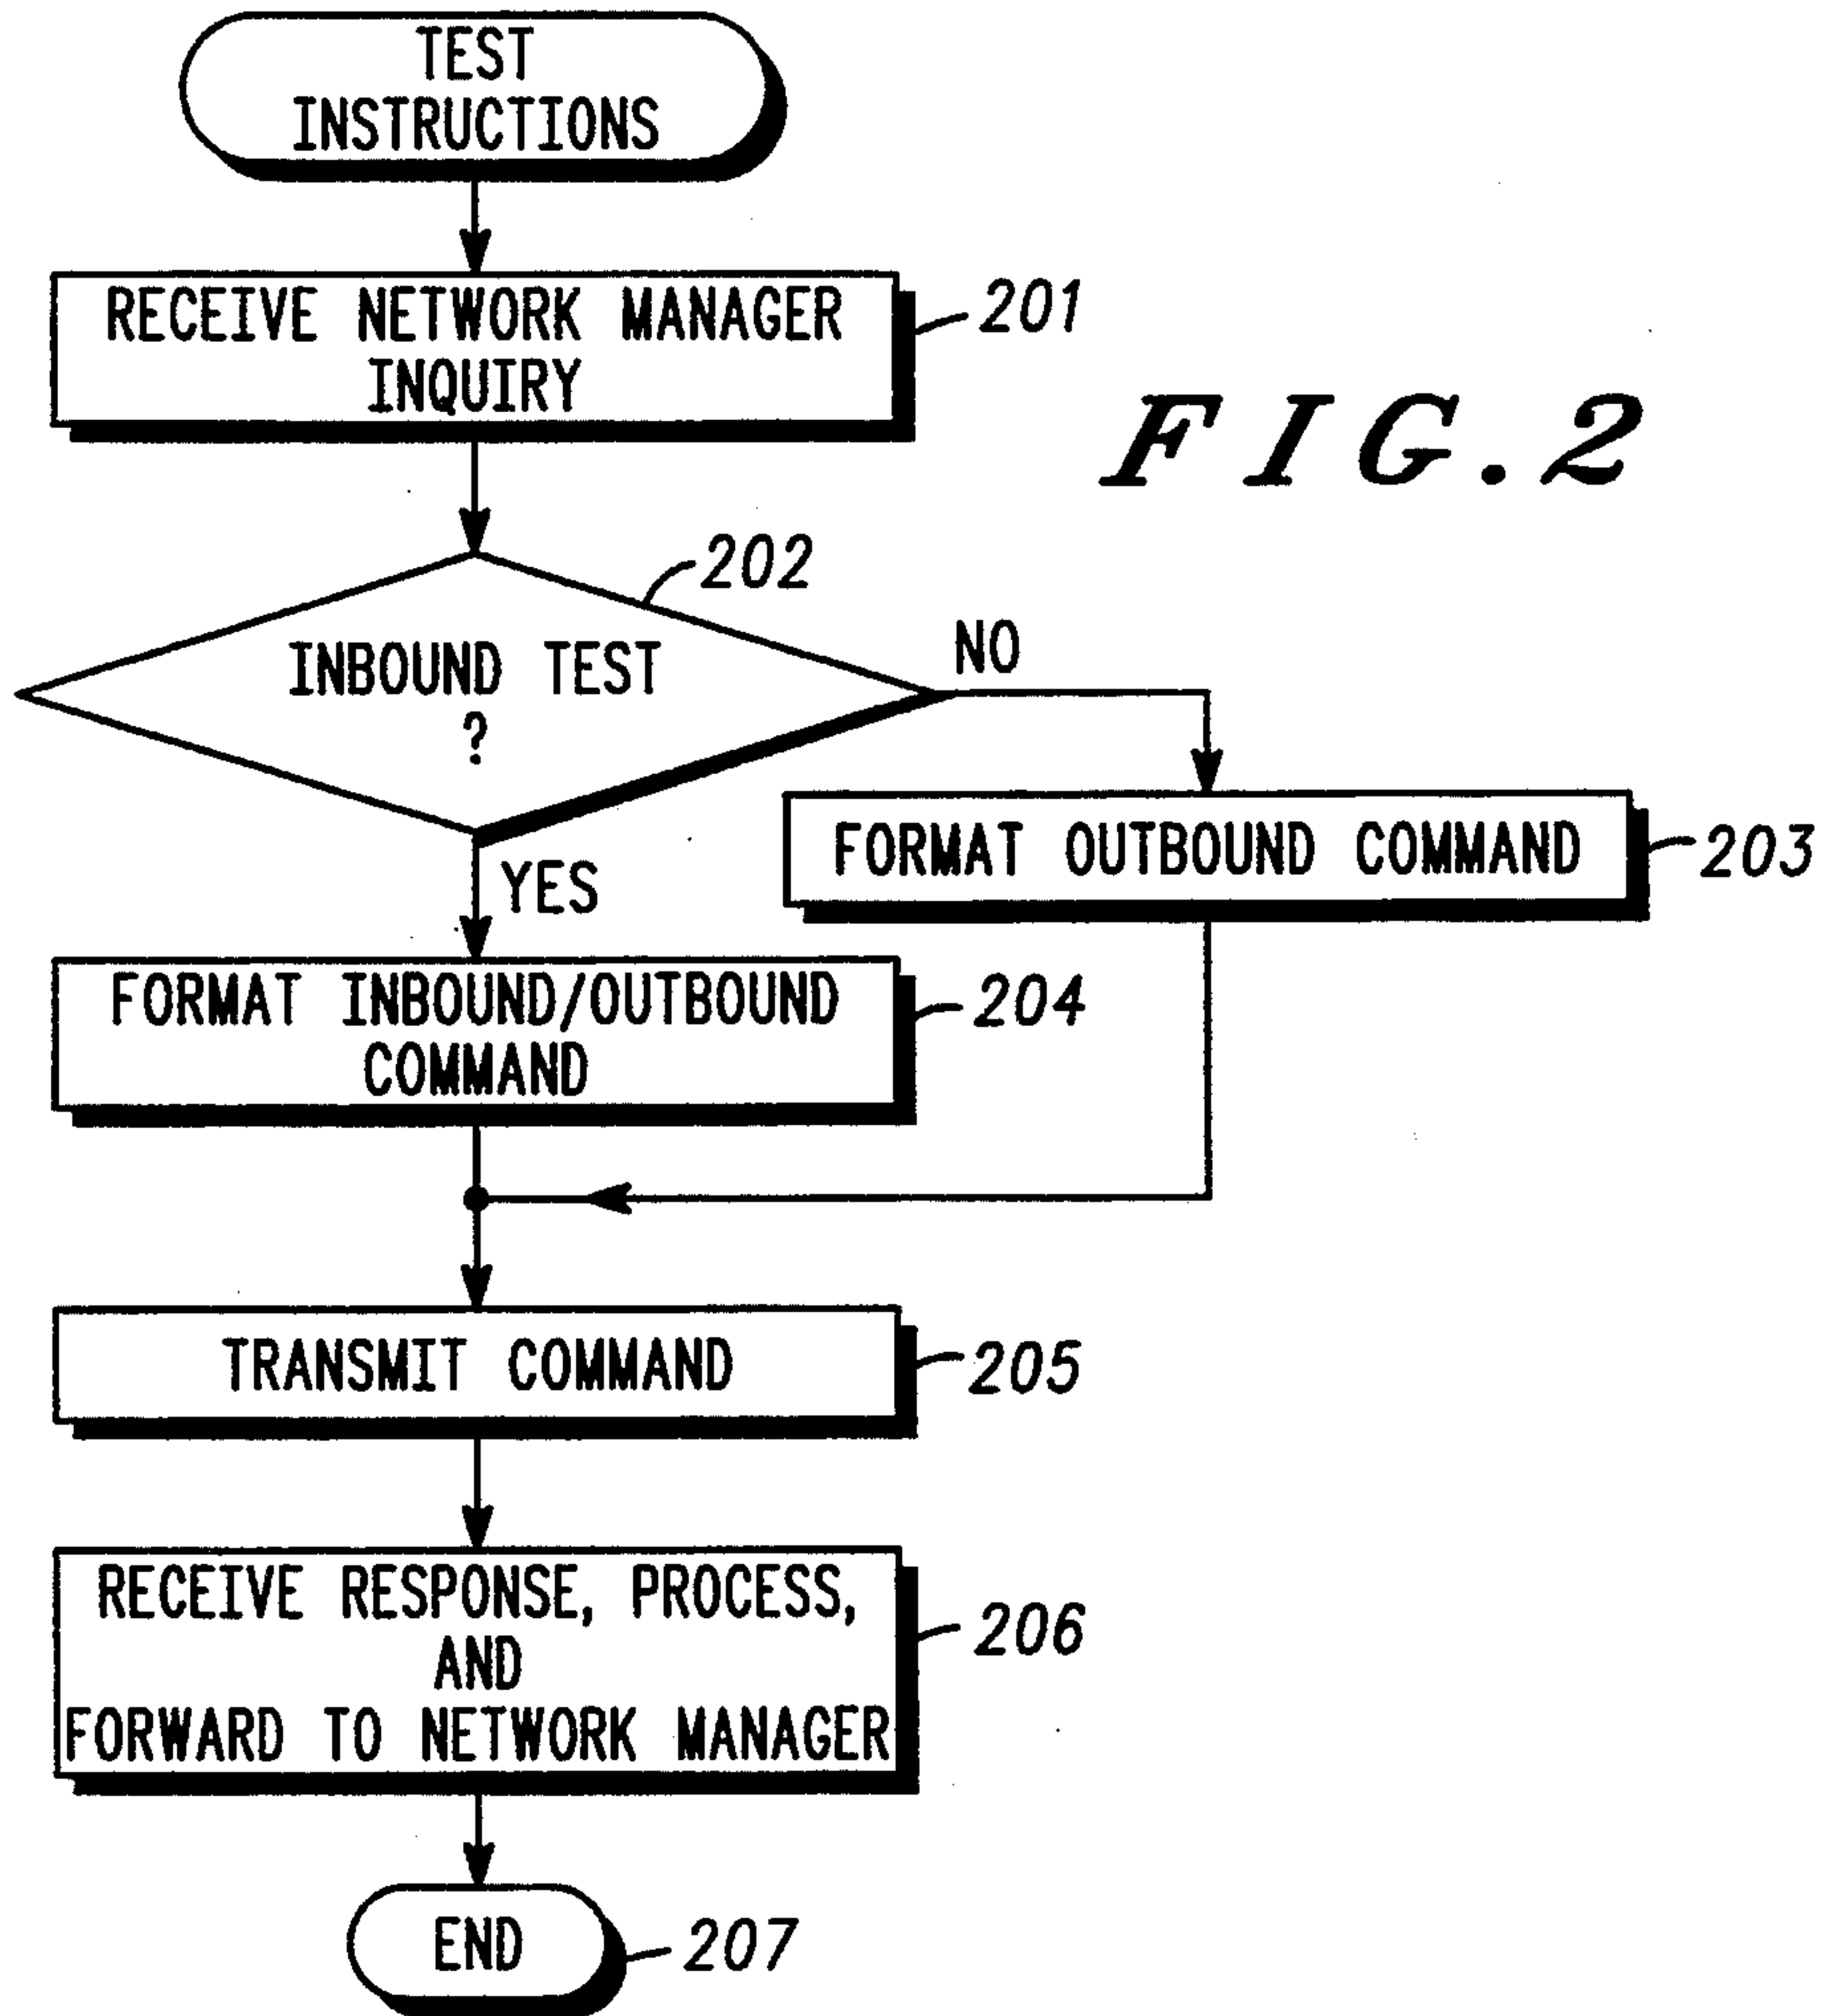 TEST
INSTRUCTIONS
RECEIVE NETWORK MANAGER
INQUIRY
201
FIG. 2
202
INBOUND TEST
?
NO
YES
FORMAT OUTBOUND COMMAND
203
FORMAT INBOUND/OUTBOUND
COMMAND
204
TRANSMIT COMMAND
205
RECEIVE RESPONSE, PROCESS,
AND
FORWARD TO NETWORK MANAGER
206
END
207